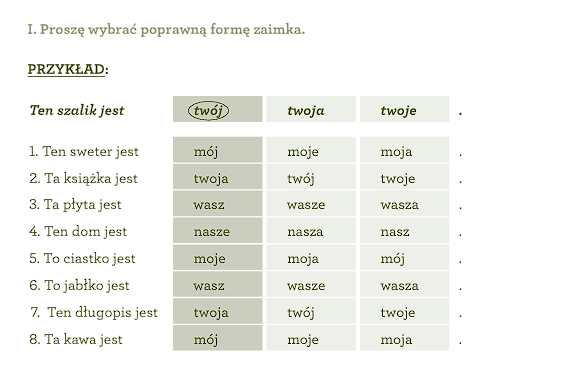 I. Proszę wybrać poprawną formę zaimka.
PRZYKŁAD:
Ten szalik jest twój twoja twoje .
1. Ten sweter jest mój moje moja .
2. Ta książka jest twoja twój twoje .
3. Ta płyta jest wasz wasze wasza .
4. Ten dom jest nasze nasza nasz .
5. To ciastko jest moje moja mój .
6. To jabłko jest wasz wasze wasza .
7. Ten długopis jest twoja twój twoje .
8. Ta kawa jest mój moje moja .